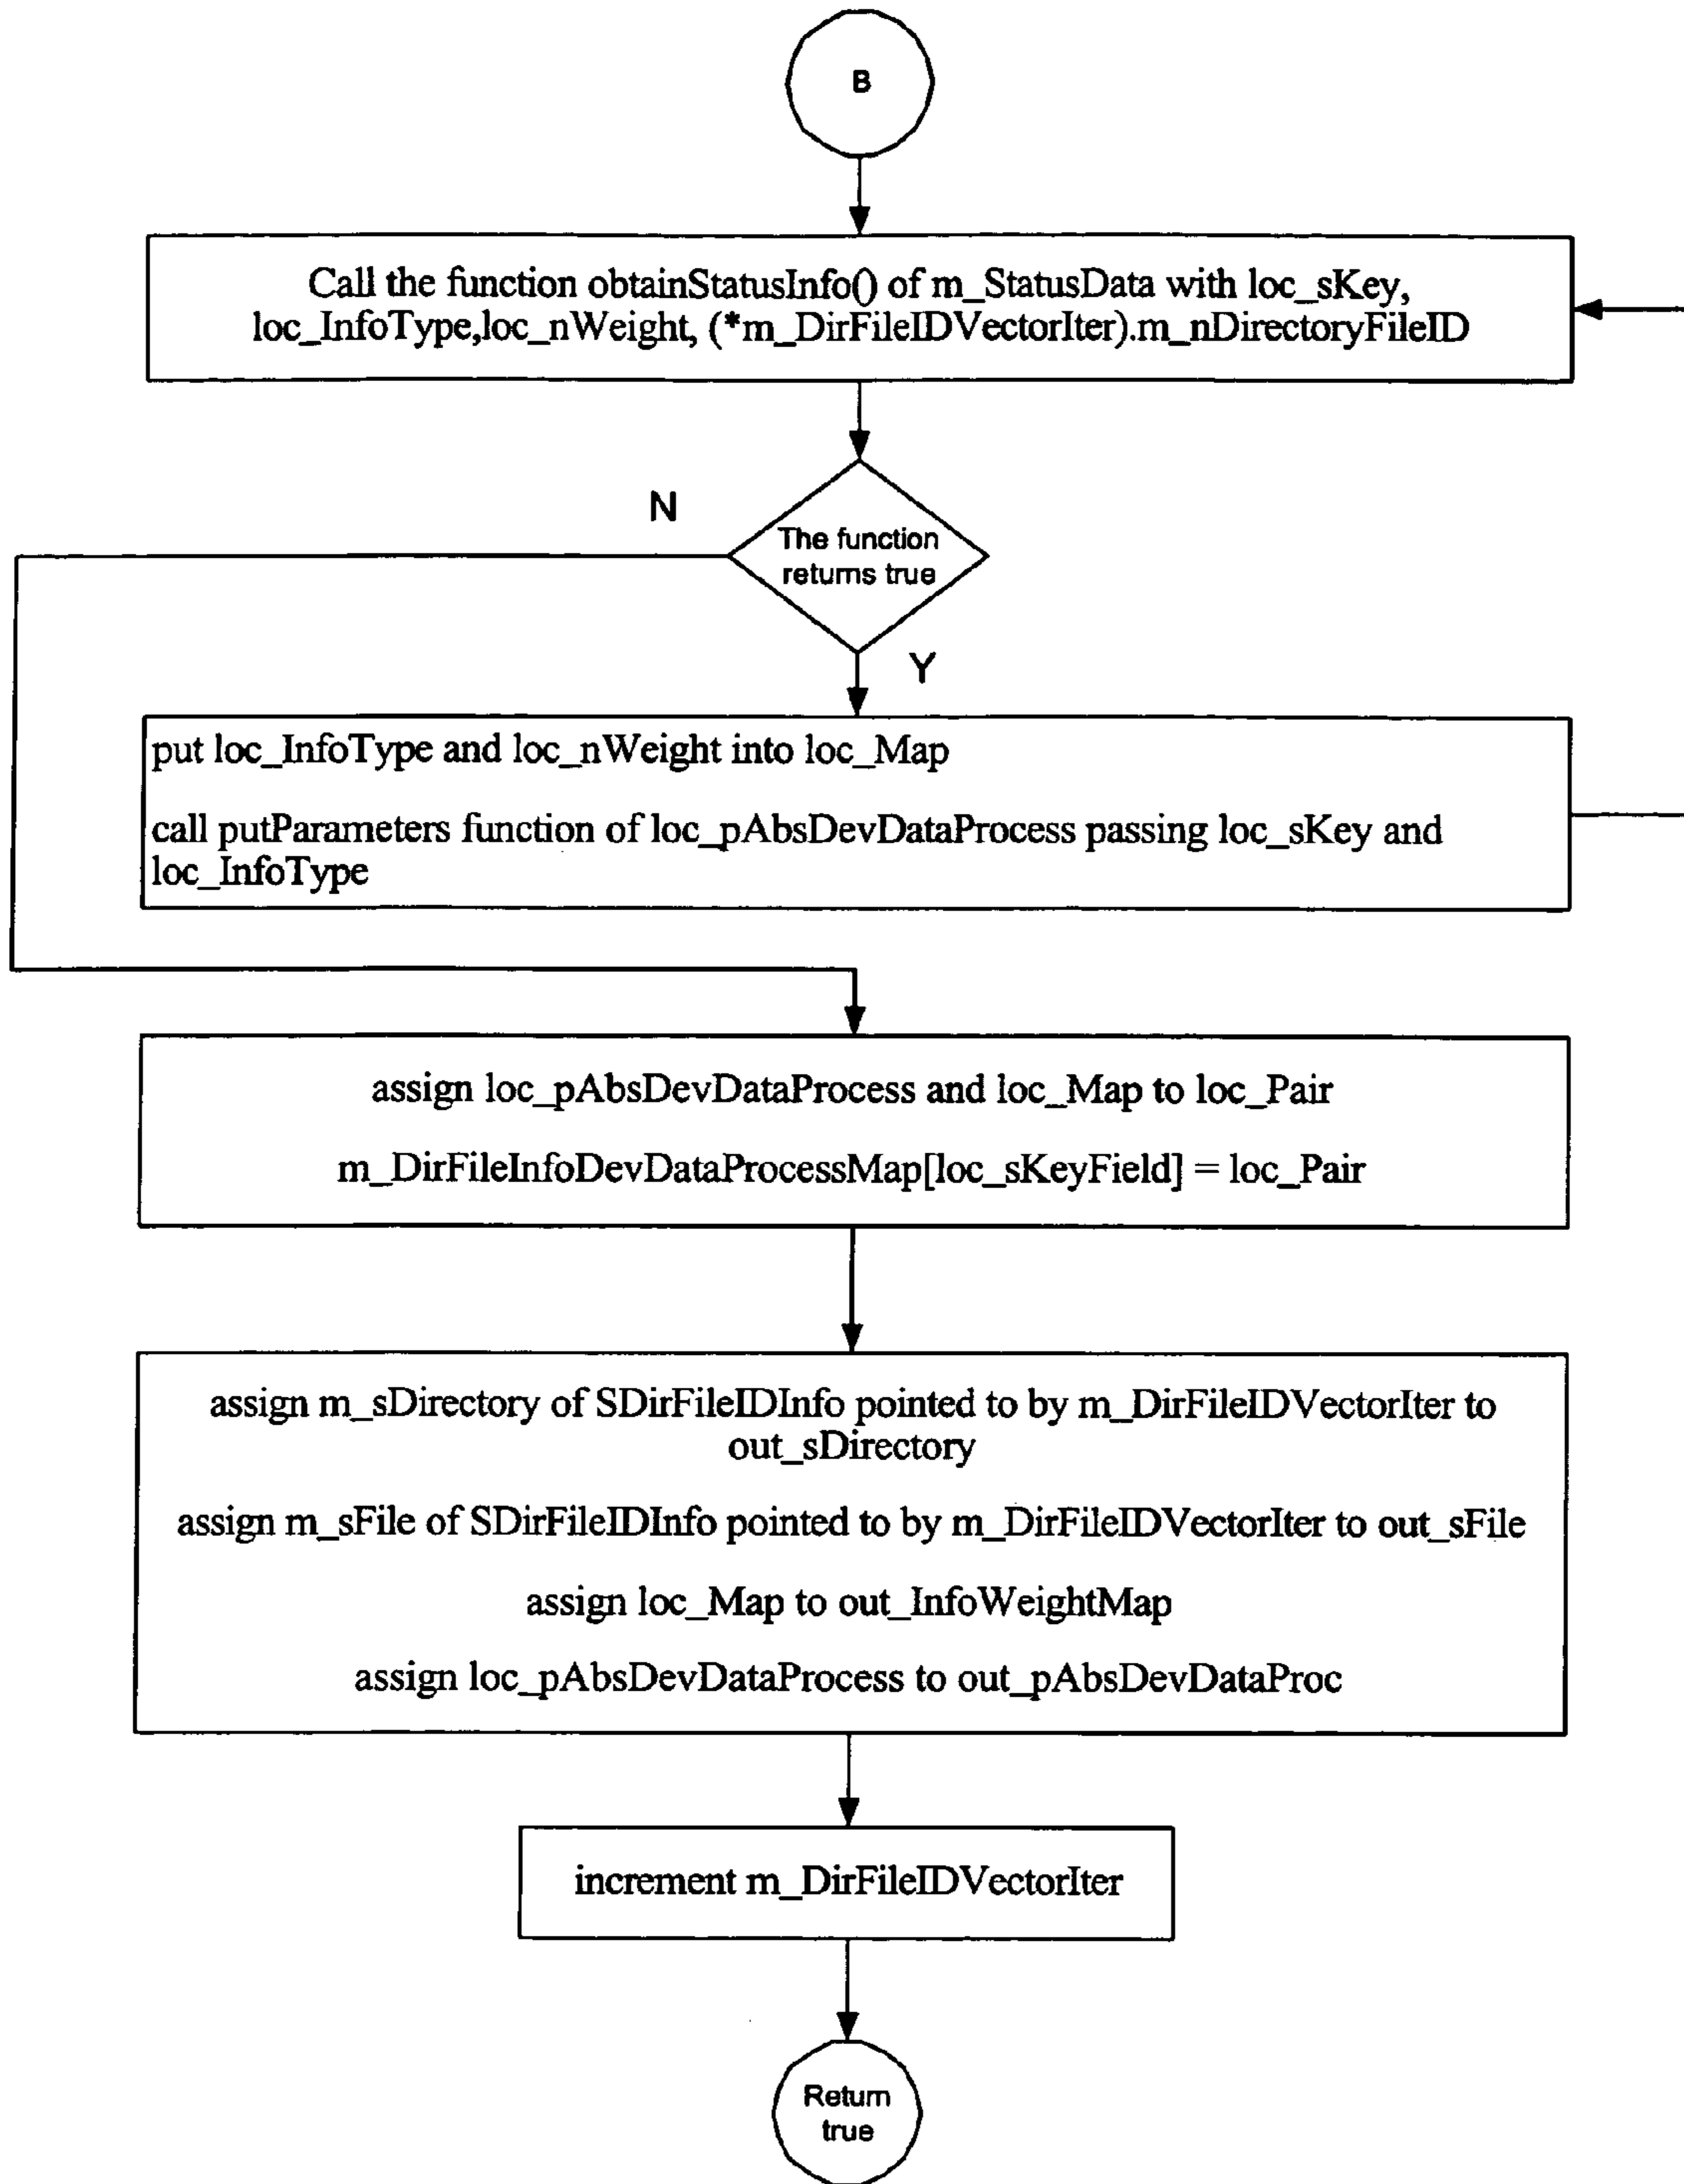 B
Call the function obtainStatusInfo() of m_StatusData with loc_sKey,
loc_InfoType,loc_nWeight, (*m_DirFileIDVectorIter).m_nDirectoryFileID
N
The function
returns true
Y
put loc_InfoType and loc_nWeight into loc_Map
call putParameters function of loc_pAbsDevDataProcess passing loc_sKey and
loc_InfoType
assign loc_pAbsDevDataProcess and loc_Map to loc_Pair
m_DirFileInfoDevDataProcessMap[loc_sKeyField] = loc_Pair
assign m_sDirectory of SDirFileIDInfo pointed to by m_DirFileIDVectorIter to
out_sDirectory
assign m_sFile of SDirFileIDInfo pointed to by m_DirFileIDVectorIter to out_sFile
assign loc_Map to out_InfoWeightMap
assign loc_pAbsDevDataProcess to out_pAbsDevDataProc
increment m_DirFileIDVectorIter
Return
true